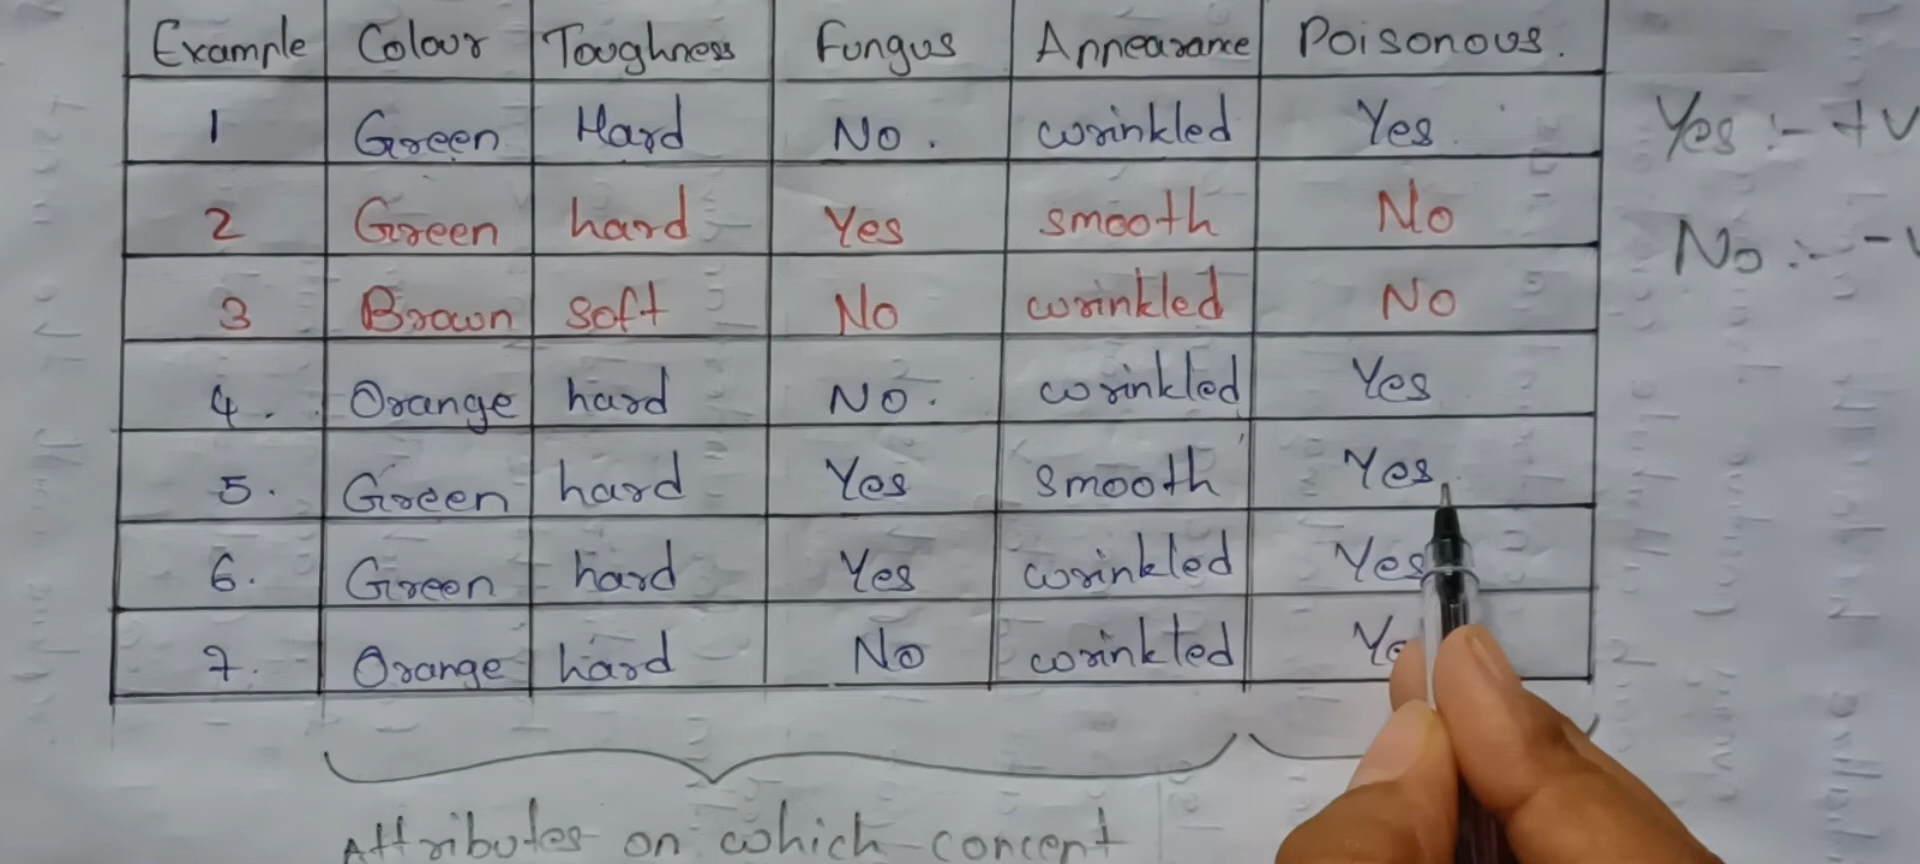 Example Colour Toughness Fungus Appearance Poisonous.
1 Green Hard No. wrinkled Yes
2 Green hard Yes smooth No
3 Brown soft No wrinkled No
4. Orange hard NO. wrinkled Yes
5. Green hard Yes smooth Yes
6. Green hard Yes wrinkled Yes
7. Orange hard No wrinkled
Yes :- +v
No :- -v
Attributes on which concept